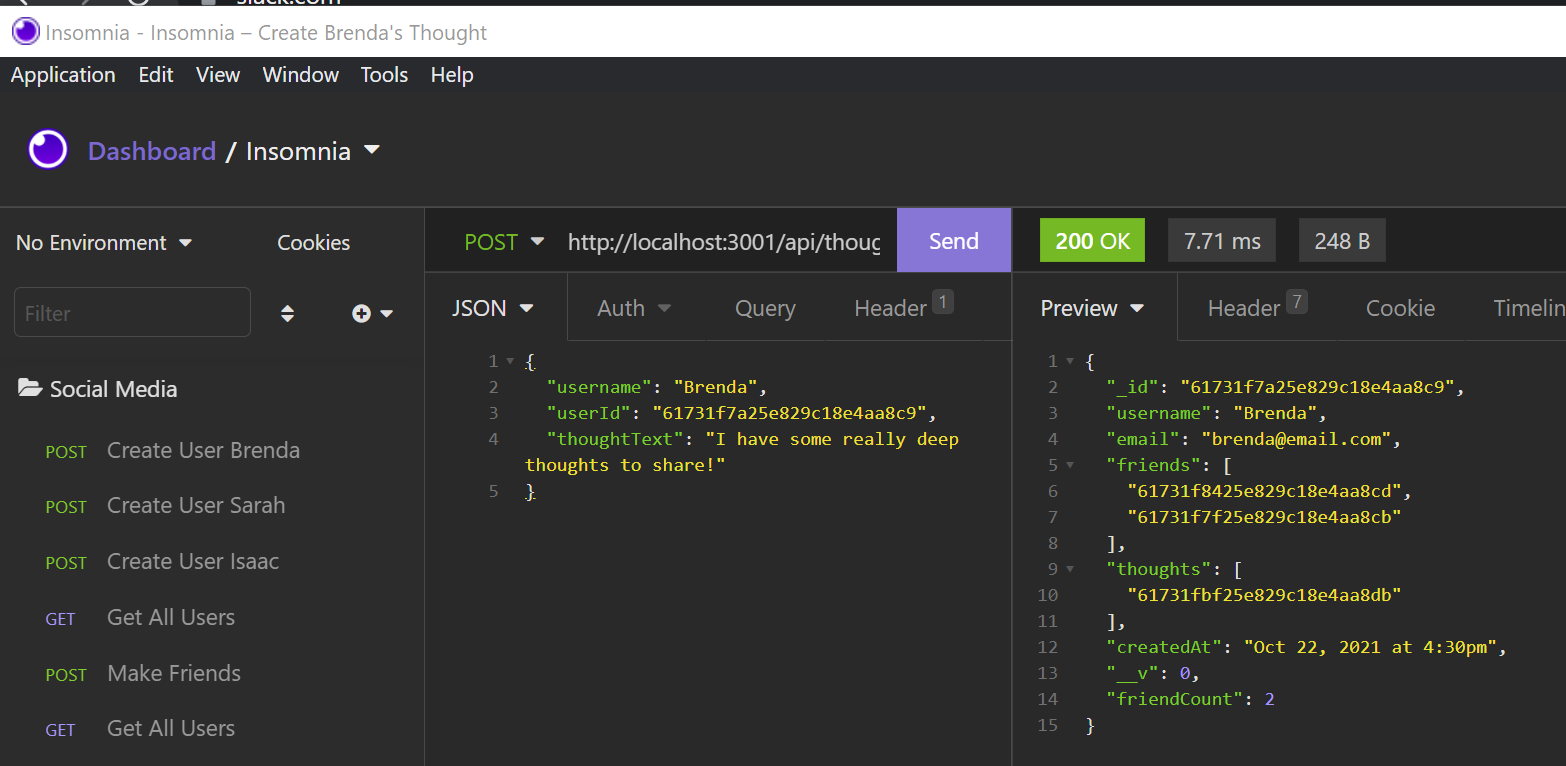 slack.com
Insomnia - Insomnia – Create Brenda's Thought
Application Edit View Window Tools Help
Dashboard / Insomnia
No Environment Cookies
POST http://localhost:3001/api/thoug Send
200 OK 7.71 ms 248 B
Filter
JSON Auth Query Header 1
Preview Header 7 Cookie Timelin
Social Media
POST Create User Brenda
POST Create User Sarah
POST Create User Isaac
GET Get All Users
POST Make Friends
GET Get All Users
1 {
2 "username": "Brenda",
3 "userId": "61731f7a25e829c18e4aa8c9",
4 "thoughtText": "I have some really deep
thoughts to share!"
5 }
1 {
2 "_id": "61731f7a25e829c18e4aa8c9",
3 "username": "Brenda",
4 "email": "brenda@email.com",
5 "friends": [
6 "61731f8425e829c18e4aa8cd",
7 "61731f7f25e829c18e4aa8cb"
8 ],
9 "thoughts": [
10 "61731fbf25e829c18e4aa8db"
11 ],
12 "createdAt": "Oct 22, 2021 at 4:30pm",
13 "__v": 0,
14 "friendCount": 2
15 }